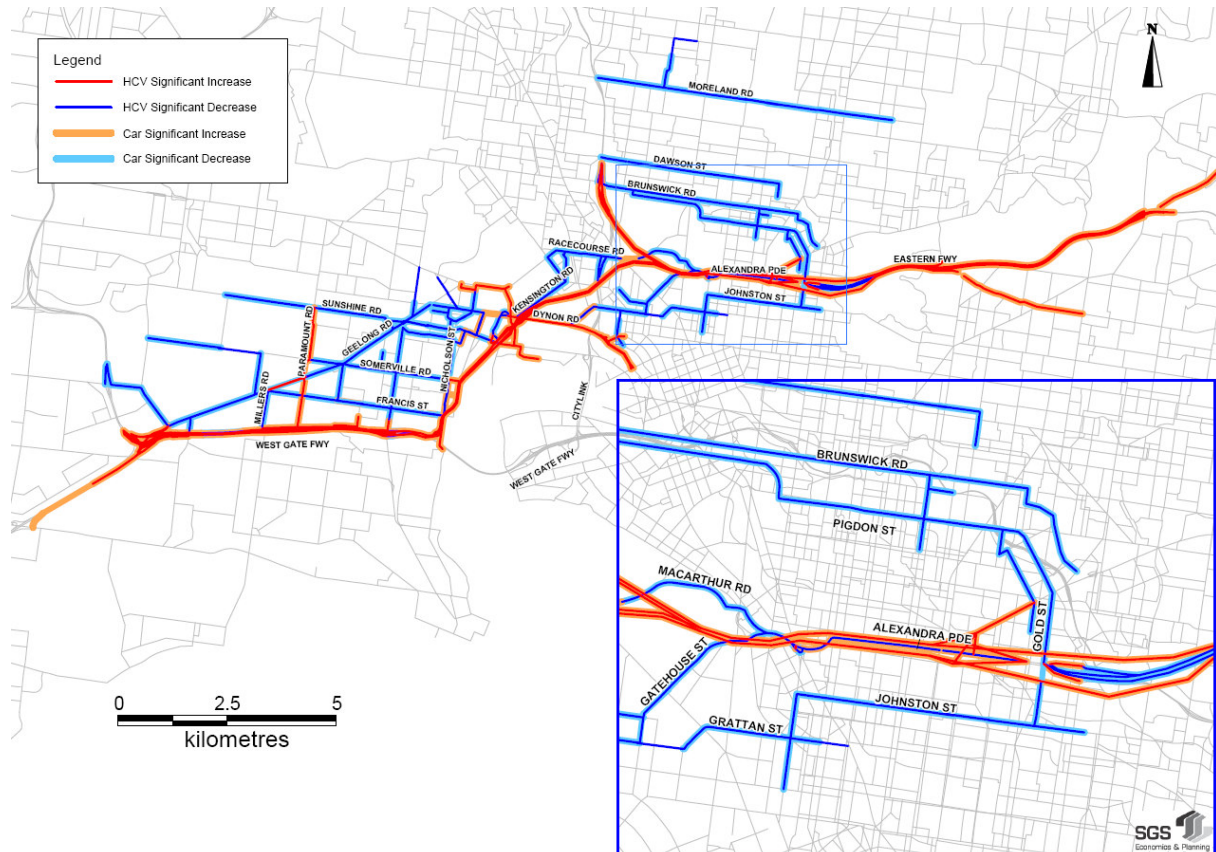 Legend
HCV Significant Increase
HCV Significant Decrease
Car Significant Increase
Car Significant Decrease
N
MORELAND RD
DAWSON ST
BRUNSWICK RD
RACECOURSE RD
KENSINGTON RD
ALEXANDRA PDE
EASTERN FWY
JOHNSTON ST
DYNON RD
SUNSHINE RD
PARAMOUNT RD
GEELONG RD
NICHOLSON ST
SOMERVILLE RD
MILLERS RD
FRANCIS ST
WEST GATE FWY
CITYLINK
WEST GATE FWY
0 2.5 5
kilometres
BRUNSWICK RD
PIGDON ST
MACARTHUR RD
GOLD ST
ALEXANDRA PDE
GATEHOUSE ST
JOHNSTON ST
GRATTAN ST
SGS
Economics & Planning